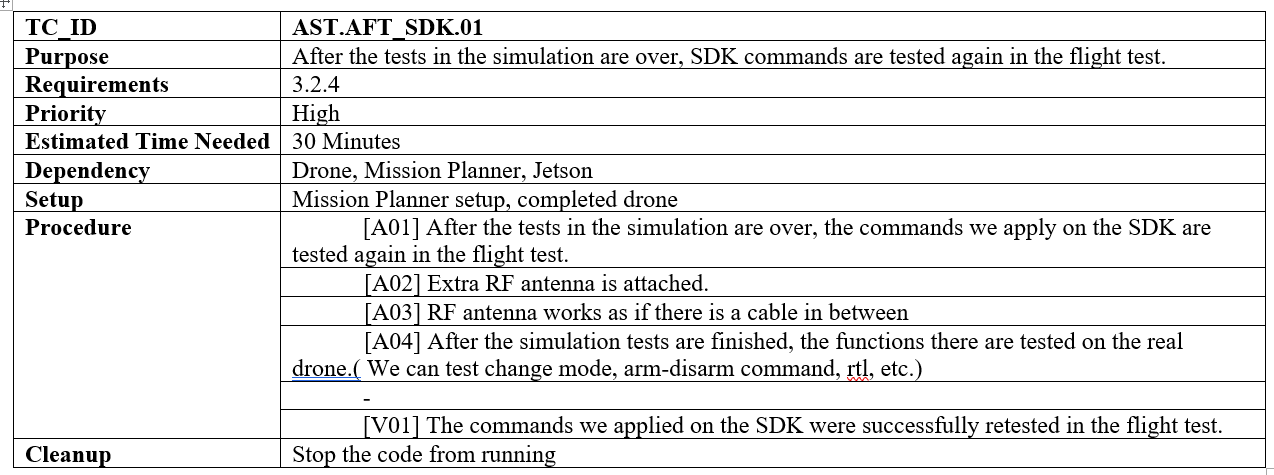 TC_ID AST.AFT_SDK.01
Purpose After the tests in the simulation are over, SDK commands are tested again in the flight test.
Requirements 3.2.4
Priority High
Estimated Time Needed 30 Minutes
Dependency Drone, Mission Planner, Jetson
Setup Mission Planner setup, completed drone
Procedure [A01] After the tests in the simulation are over, the commands we apply on the SDK are
tested again in the flight test.
[A02] Extra RF antenna is attached.
[A03] RF antenna works as if there is a cable in between
[A04] After the simulation tests are finished, the functions there are tested on the real
drone.( We can test change mode, arm-disarm command, rtl, etc.)
-
[V01] The commands we applied on the SDK were successfully retested in the flight test.
Cleanup Stop the code from running